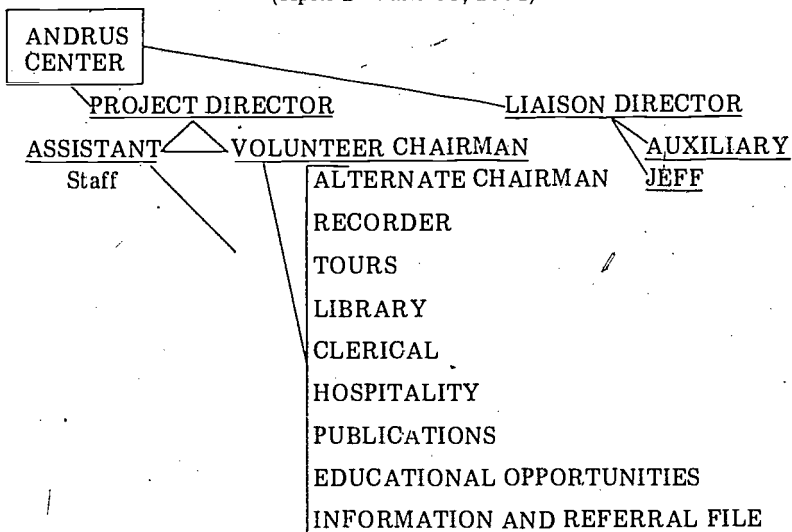 ANDRUS
CENTER
PROJECT DIRECTOR LIAISON DIRECTOR
ASSISTANT VOLUNTEER CHAIRMAN AUXILIARY
Staff ALTERNATE CHAIRMAN JEFF
RECORDER
TOURS
LIBRARY
CLERICAL
HOSPITALITY
PUBLICATIONS
EDUCATIONAL OPPORTUNITIES
INFORMATION AND REFERRAL FILE